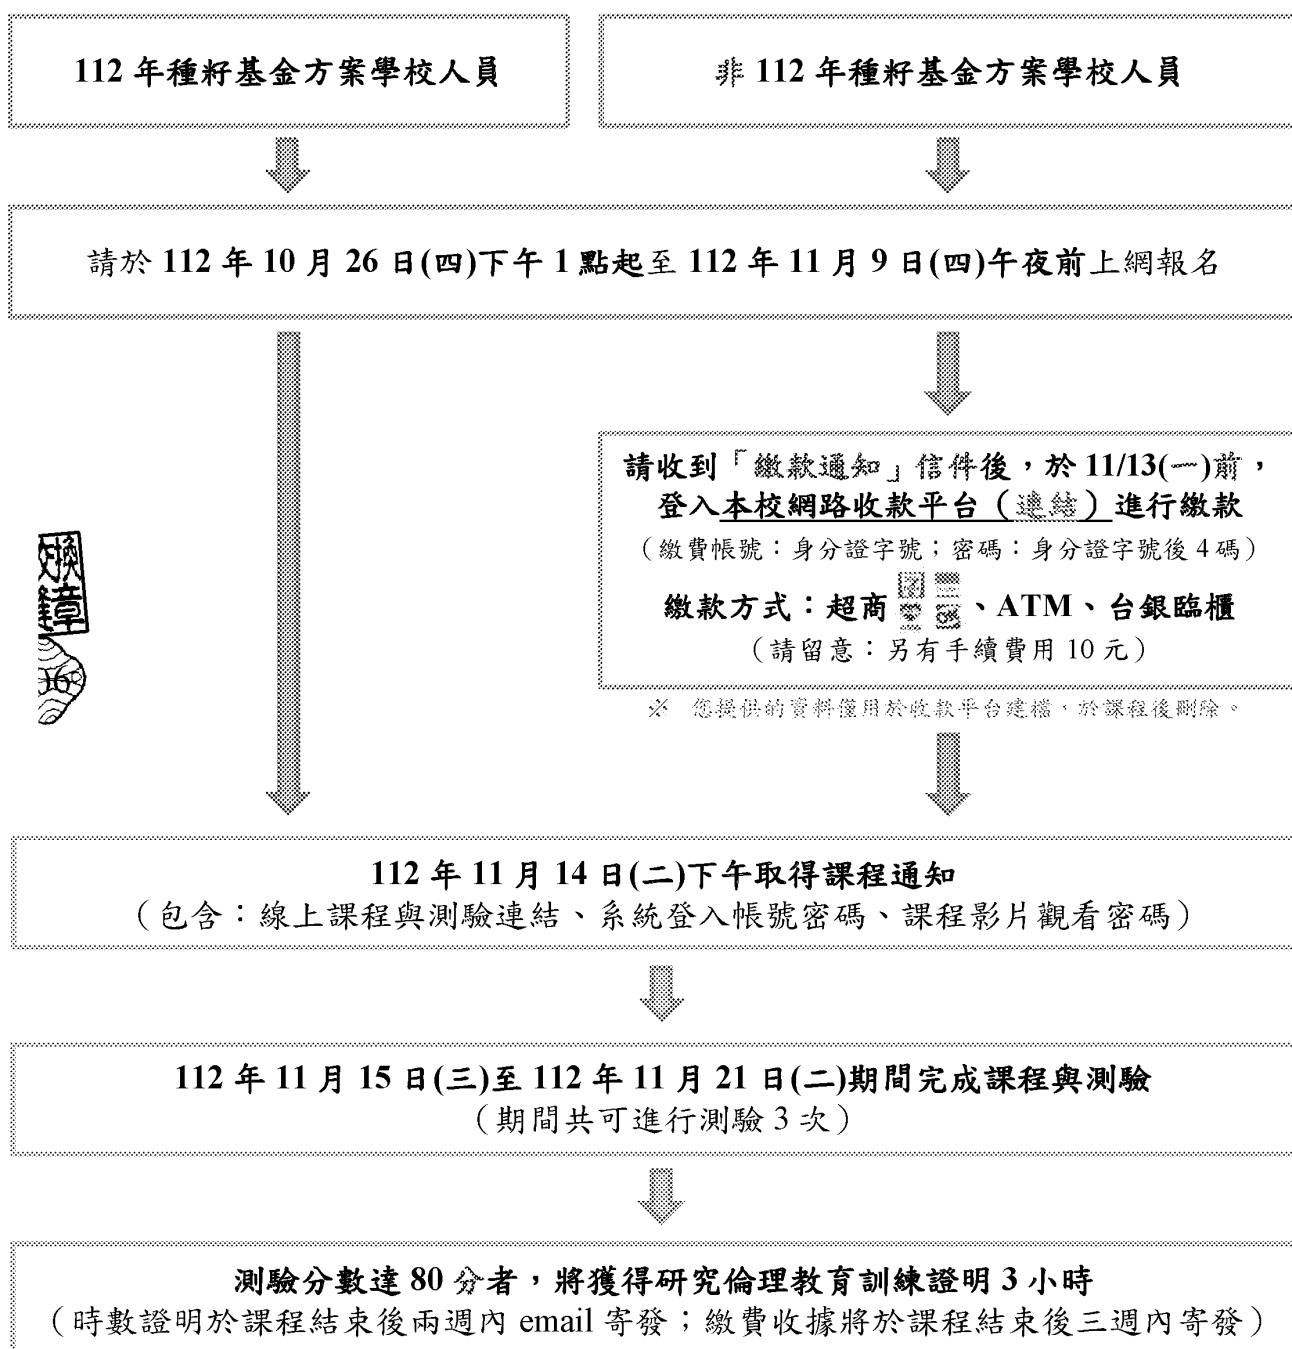 112 年種籽基金方案學校人員
非 112 年種籽基金方案學校人員
請於 112 年 10 月 26 日(四)下午 1 點起至 112 年 11 月 9 日(四)午夜前上網報名
請收到「繳款通知」信件後，於 11/13(一)前，
登入本校網路收款平台（連結）進行繳款
（繳費帳號：身分證字號；密碼：身分證字號後 4 碼）
繳款方式：超商、ATM、台銀臨櫃
（請留意：另有手續費用 10 元）
※ 您提供的資料僅用於收款平台建檔，於課程後刪除。
112 年 11 月 14 日(二)下午取得課程通知
（包含：線上課程與測驗連結、系統登入帳號密碼、課程影片觀看密碼）
112 年 11 月 15 日(三)至 112 年 11 月 21 日(二)期間完成課程與測驗
（期間共可進行測驗 3 次）
測驗分數達 80 分者，將獲得研究倫理教育訓練證明 3 小時
（時數證明於課程結束後兩週內 email 寄發；繳費收據將於課程結束後三週內寄發）